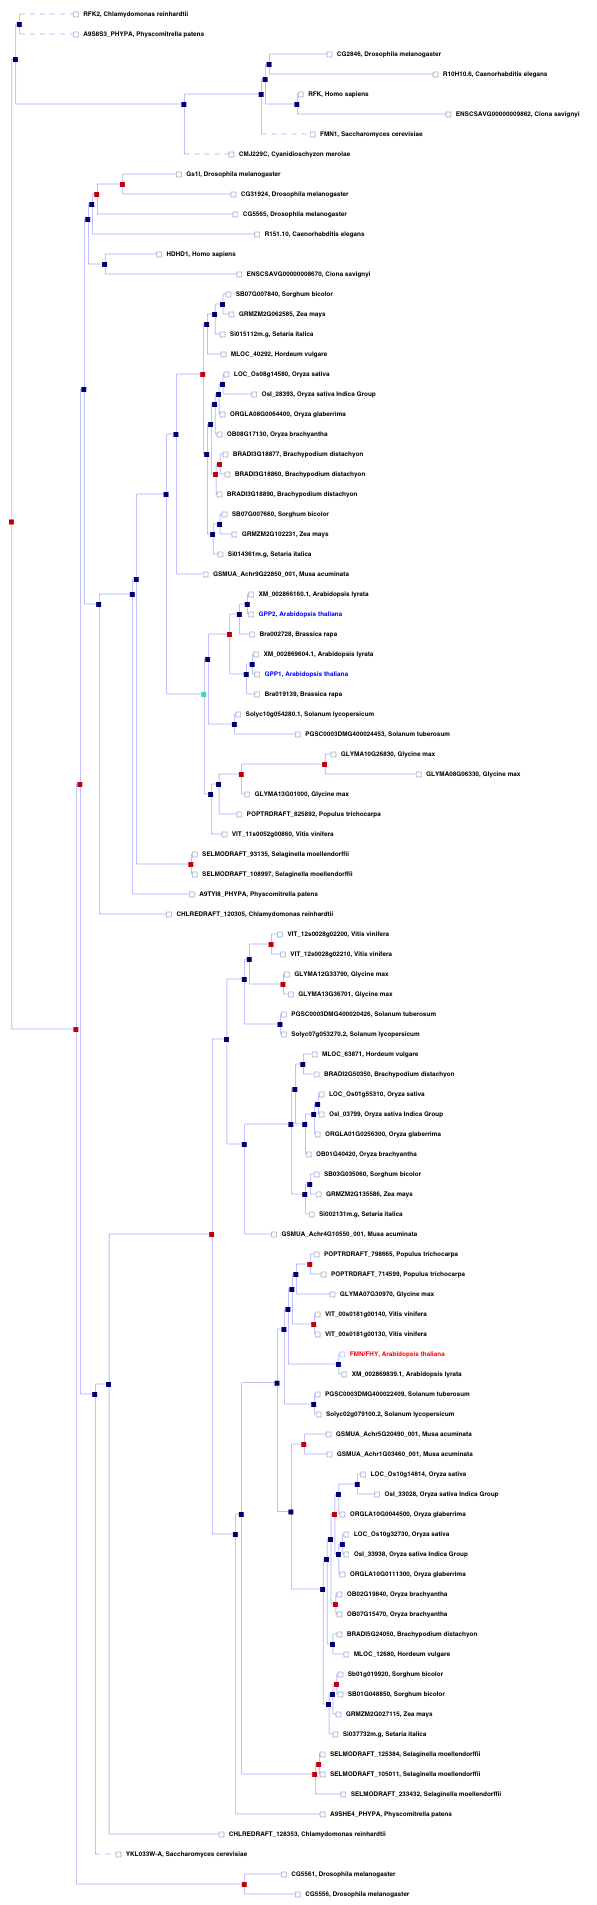 RFK2, Chlamydomonas reinhardtii
A9S8S3_PHYPA, Physcomitrella patens
CG2846, Drosophila melanogaster
R10H10.6, Caenorhabditis elegans
RFK, Homo sapiens
ENSCSAVG00000009862, Ciona savignyi
FMN1, Saccharomyces cerevisiae
CMJ229C, Cyanidioschyzon merolae
Gs1l, Drosophila melanogaster
CG31924, Drosophila melanogaster
CG5565, Drosophila melanogaster
R151.10, Caenorhabditis elegans
HDHD1, Homo sapiens
ENSCSAVG00000008670, Ciona savignyi
SB07G007840, Sorghum bicolor
GRMZM2G062585, Zea mays
Si015112m.g, Setaria italica
MLOC_40292, Hordeum vulgare
LOC_Os08g14580, Oryza sativa
OsI_28393, Oryza sativa Indica Group
ORGLA08G0064400, Oryza glaberrima
OB08G17130, Oryza brachyantha
BRADI3G18877, Brachypodium distachyon
BRADI3G18860, Brachypodium distachyon
BRADI3G18890, Brachypodium distachyon
SB07G007660, Sorghum bicolor
GRMZM2G102231, Zea mays
Si014361m.g, Setaria italica
GSMUA_Achr9G22850_001, Musa acuminata
XM_002866160.1, Arabidopsis lyrata
GPP2, Arabidopsis thaliana
Bra002728, Brassica rapa
XM_002869604.1, Arabidopsis lyrata
GPP1, Arabidopsis thaliana
Bra019139, Brassica rapa
Solyc10g054280.1, Solanum lycopersicum
PGSC0003DMG400024453, Solanum tuberosum
GLYMA10G26830, Glycine max
GLYMA08G06330, Glycine max
GLYMA13G01000, Glycine max
POPTRDRAFT_825892, Populus trichocarpa
VIT_11s0052g00860, Vitis vinifera
SELMODRAFT_93135, Selaginella moellendorffii
SELMODRAFT_108997, Selaginella moellendorffii
A9TYI8_PHYPA, Physcomitrella patens
CHLREDRAFT_120305, Chlamydomonas reinhardtii
VIT_12s0028g02200, Vitis vinifera
VIT_12s0028g02210, Vitis vinifera
GLYMA12G33790, Glycine max
GLYMA13G36701, Glycine max
PGSC0003DMG400020426, Solanum tuberosum
Solyc07g053270.2, Solanum lycopersicum
MLOC_63871, Hordeum vulgare
BRADI2G50350, Brachypodium distachyon
LOC_Os01g55310, Oryza sativa
OsI_03799, Oryza sativa Indica Group
ORGLA01G0256300, Oryza glaberrima
OB01G40420, Oryza brachyantha
SB03G035060, Sorghum bicolor
GRMZM2G135586, Zea mays
Si002131m.g, Setaria italica
GSMUA_Achr4G10550_001, Musa acuminata
POPTRDRAFT_798665, Populus trichocarpa
POPTRDRAFT_714599, Populus trichocarpa
GLYMA07G30970, Glycine max
VIT_00s0181g00140, Vitis vinifera
VIT_00s0181g00130, Vitis vinifera
FMN/FHY, Arabidopsis thaliana
XM_002869839.1, Arabidopsis lyrata
PGSC0003DMG400022409, Solanum tuberosum
Solyc02g079100.2, Solanum lycopersicum
GSMUA_Achr5G20490_001, Musa acuminata
GSMUA_Achr1G03460_001, Musa acuminata
LOC_Os10g14814, Oryza sativa
OsI_33028, Oryza sativa Indica Group
ORGLA10G0044500, Oryza glaberrima
LOC_Os10g32730, Oryza sativa
OsI_33938, Oryza sativa Indica Group
ORGLA10G0111300, Oryza glaberrima
OB02G19840, Oryza brachyantha
OB07G15470, Oryza brachyantha
BRADI5G24050, Brachypodium distachyon
MLOC_12680, Hordeum vulgare
Sb01g019920, Sorghum bicolor
SB01G048850, Sorghum bicolor
GRMZM2G027115, Zea mays
Si037732m.g, Setaria italica
SELMODRAFT_125384, Selaginella moellendorffii
SELMODRAFT_105011, Selaginella moellendorffii
SELMODRAFT_233432, Selaginella moellendorffii
A9SHE4_PHYPA, Physcomitrella patens
CHLREDRAFT_128353, Chlamydomonas reinhardtii
YKL033W-A, Saccharomyces cerevisiae
CG5561, Drosophila melanogaster
CG5556, Drosophila melanogaster